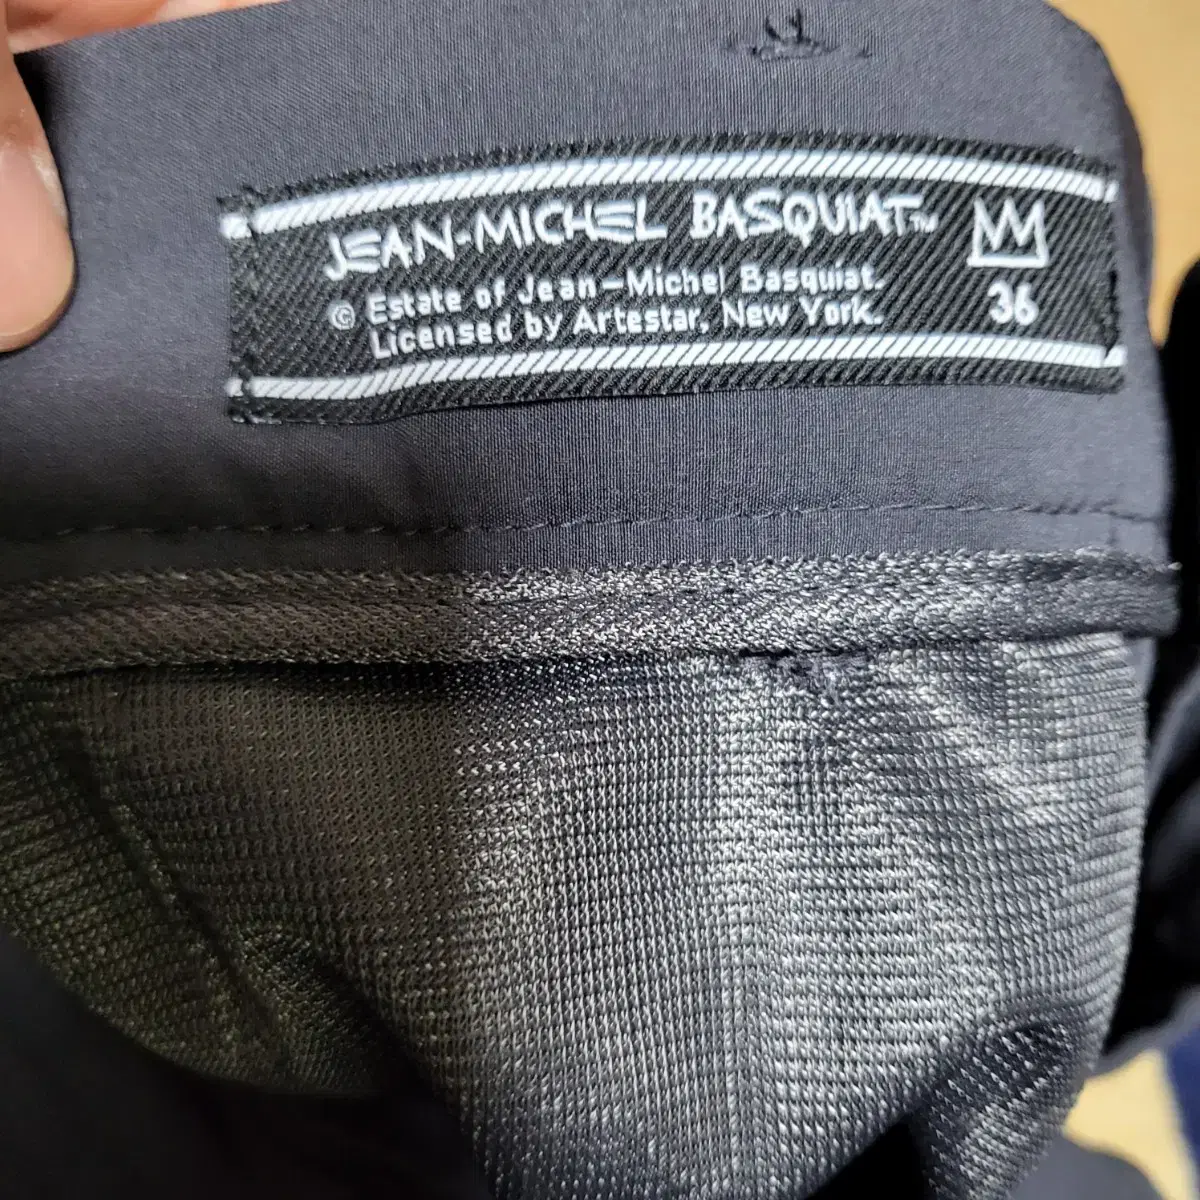 JEAN-MICHEL BASQUIAT™
© Estate of Jean-Michel Basquiat.
Licensed by Artestar, New York.
36